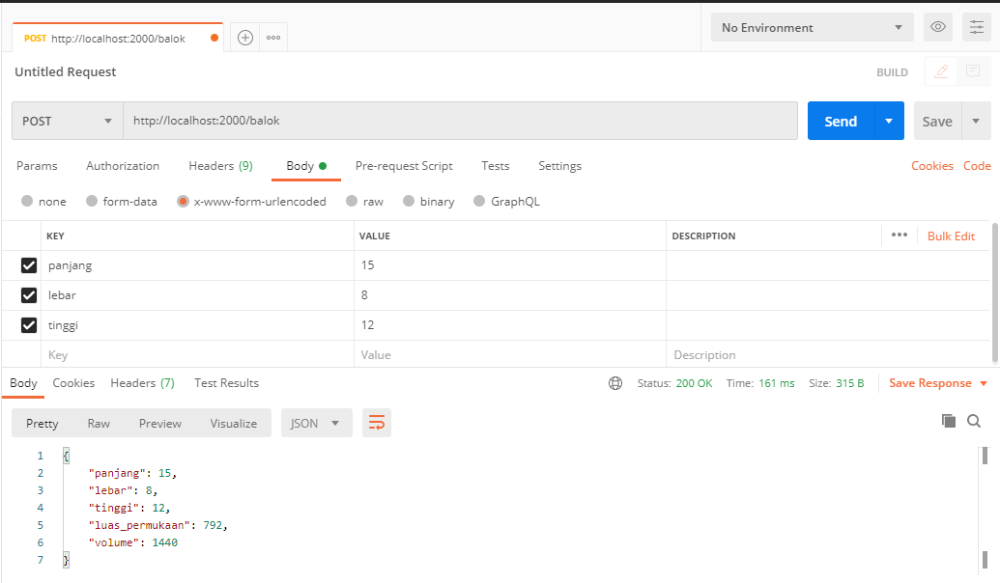 POST http://localhost:2000/balok No Environment
Untitled Request BUILD
POST http://localhost:2000/balok Send Save
Params Authorization Headers (9) Body Pre-request Script Tests Settings Cookies Code
none form-data x-www-form-urlencoded raw binary GraphQL
KEY VALUE DESCRIPTION Bulk Edit
panjang 15
lebar 8
tinggi 12
Key Value Description
Body Cookies Headers (7) Test Results Status: 200 OK Time: 161 ms Size: 315 B Save Response
Pretty Raw Preview Visualize JSON
1 {
2 "panjang": 15,
3 "lebar": 8,
4 "tinggi": 12,
5 "luas_permukaan": 792,
6 "volume": 1440
7 }